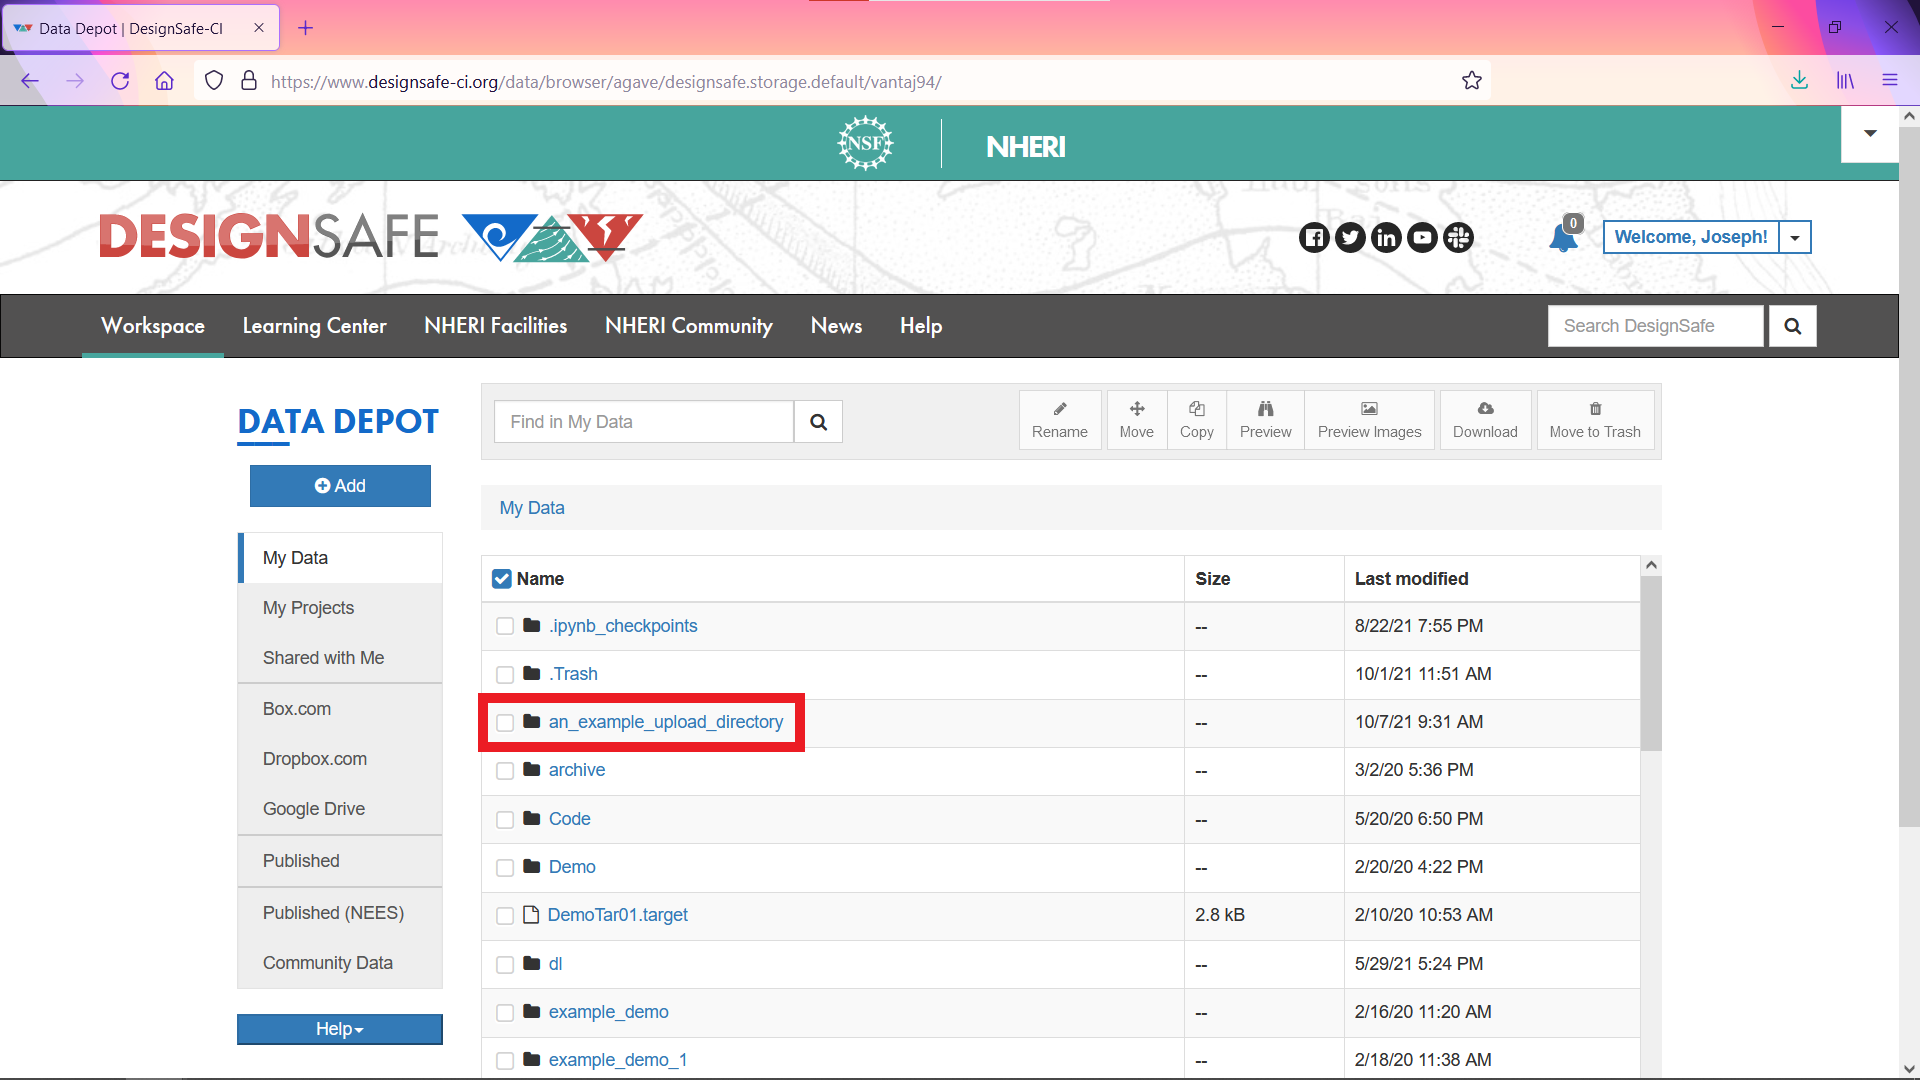 Data Depot | DesignSafe-CI
https://www.designsafe-ci.org/data/browser/agave/designsafe.storage.default/vantaj94/
NSF NHERI
DESIGNSAFE
0
Welcome, Joseph!
Workspace Learning Center NHERI Facilities NHERI Community News Help Search DesignSafe
DATA DEPOT
Add
My Data
My Projects
Shared with Me
Box.com
Dropbox.com
Google Drive
Published
Published (NEES)
Community Data
Help
Find in My Data
Rename Move Copy Preview Preview Images Download Move to Trash
My Data
Name Size Last modified
.ipynb_checkpoints -- 8/22/21 7:55 PM
.Trash -- 10/1/21 11:51 AM
an_example_upload_directory -- 10/7/21 9:31 AM
archive -- 3/2/20 5:36 PM
Code -- 5/20/20 6:50 PM
Demo -- 2/20/20 4:22 PM
DemoTar01.target 2.8 kB 2/10/20 10:53 AM
dl -- 5/29/21 5:24 PM
example_demo -- 2/16/20 11:20 AM
example_demo_1 -- 2/18/20 11:38 AM